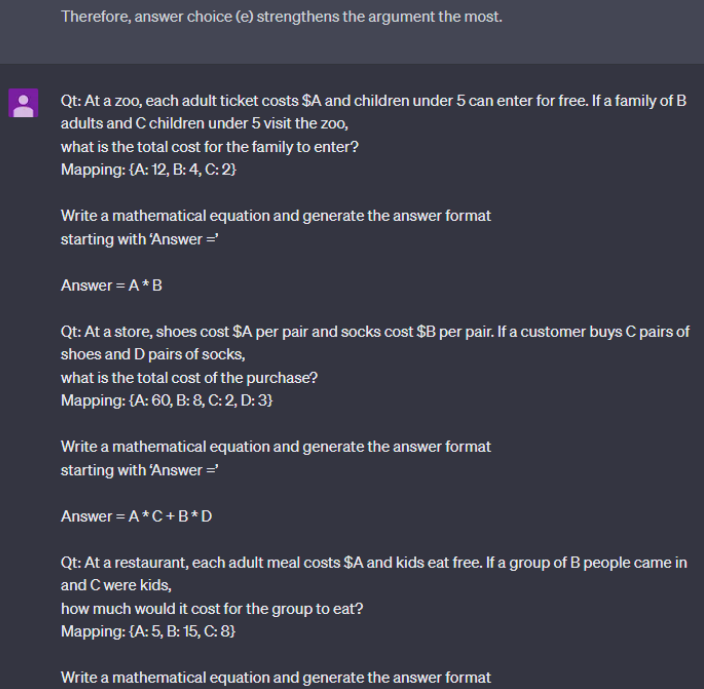 Therefore, answer choice (e) strengthens the argument the most.
Qt: At a zoo, each adult ticket costs $A and children under 5 can enter for free. If a family of B
adults and C children under 5 visit the zoo,
what is the total cost for the family to enter?
Mapping: {A: 12, B: 4, C: 2}
Write a mathematical equation and generate the answer format
starting with ‘Answer =’
Answer = A * B
Qt: At a store, shoes cost $A per pair and socks cost $B per pair. If a customer buys C pairs of
shoes and D pairs of socks,
what is the total cost of the purchase?
Mapping: {A: 60, B: 8, C: 2, D: 3}
Write a mathematical equation and generate the answer format
starting with ‘Answer =’
Answer = A * C + B * D
Qt: At a restaurant, each adult meal costs $A and kids eat free. If a group of B people came in
and C were kids,
how much would it cost for the group to eat?
Mapping: {A: 5, B: 15, C: 8}
Write a mathematical equation and generate the answer format